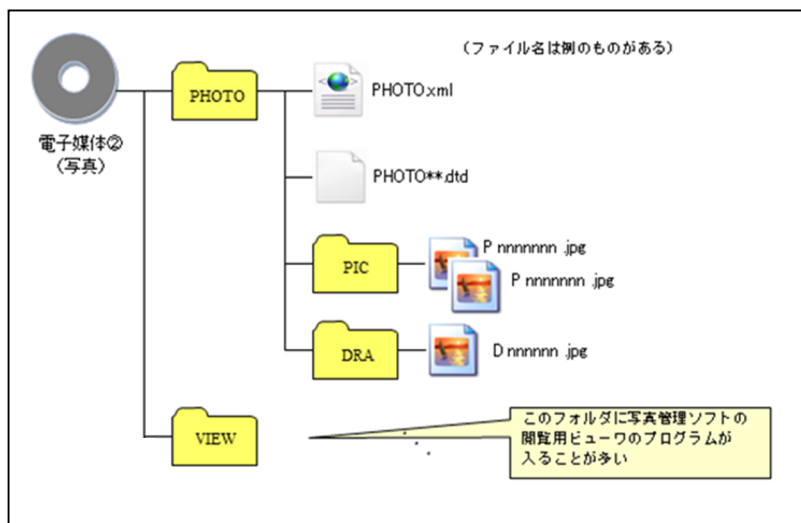 (ファイル名は例のものがある)
電子媒体②
(写真)
PHOTO
PHOTO.xml
PHOTO**.dtd
PIC
P nnnnnnn .jpg
P nnnnnnn .jpg
DRA
D nnnnnn .jpg
VIEW
このフォルダに写真管理ソフトの
閲覧用ビューワのプログラムが
入ることが多い